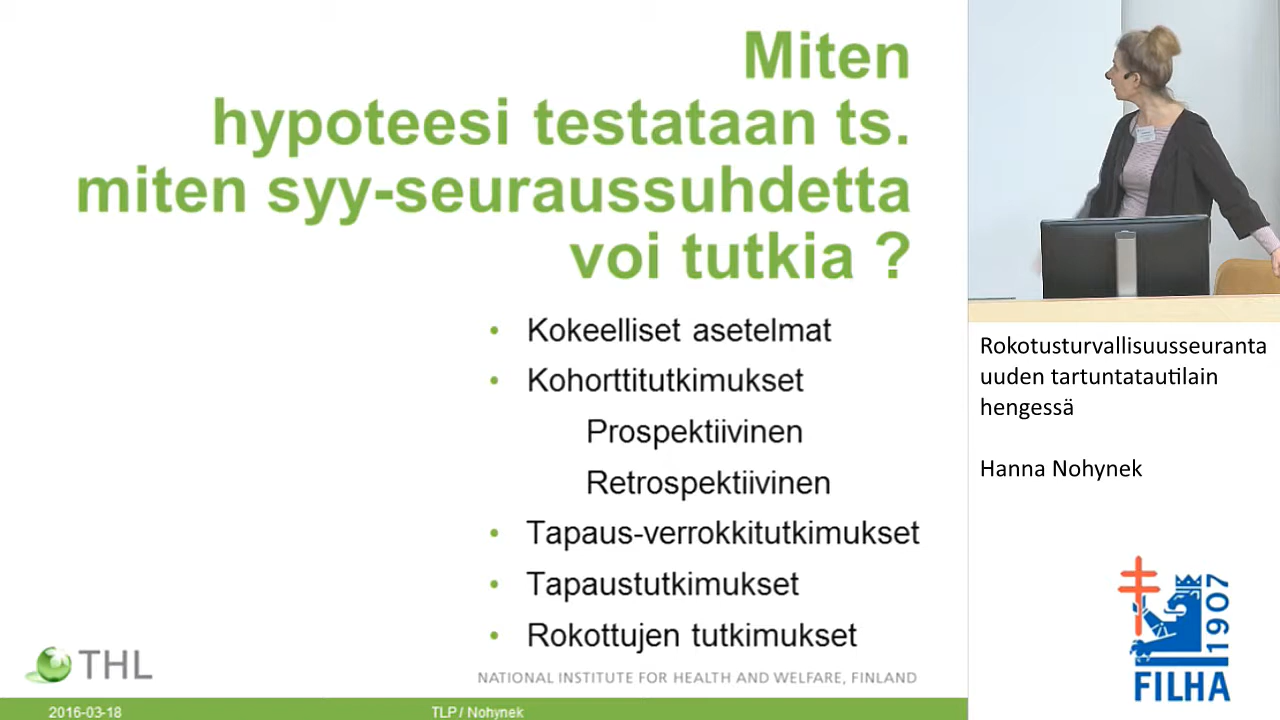 Miten
hypoteesi testataan ts.
miten syy-seuraussuhdetta
voi tutkia ?
• Kokeelliset asetelmat
• Kohorttitutkimukset
Prospektiivinen
Retrospektiivinen
• Tapaus-verrokkitutkimukset
• Tapaustutkimukset
• Rokottujen tutkimukset
THL
NATIONAL INSTITUTE FOR HEALTH AND WELFARE, FINLAND
2016-03-18
TLP / Nohynek
Rokotusturvallisuusseuranta
uuden tartuntatautilain
hengessä
Hanna Nohynek
1907
FILHA